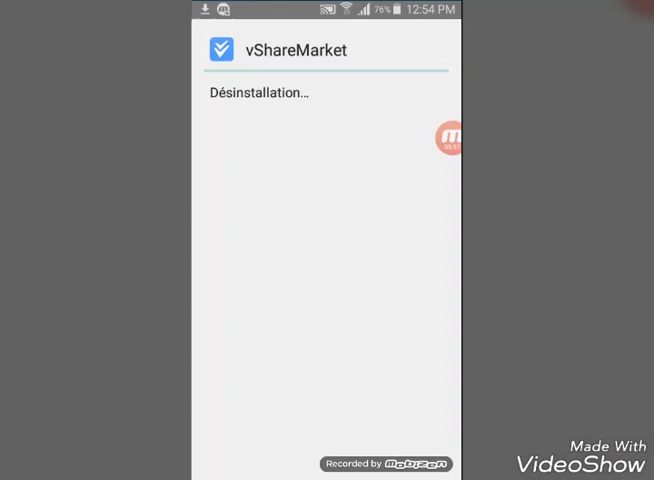 76% 12:54 PM
vShareMarket
Désinstallation...
Recorded by mobizen
Made With
VideoShow